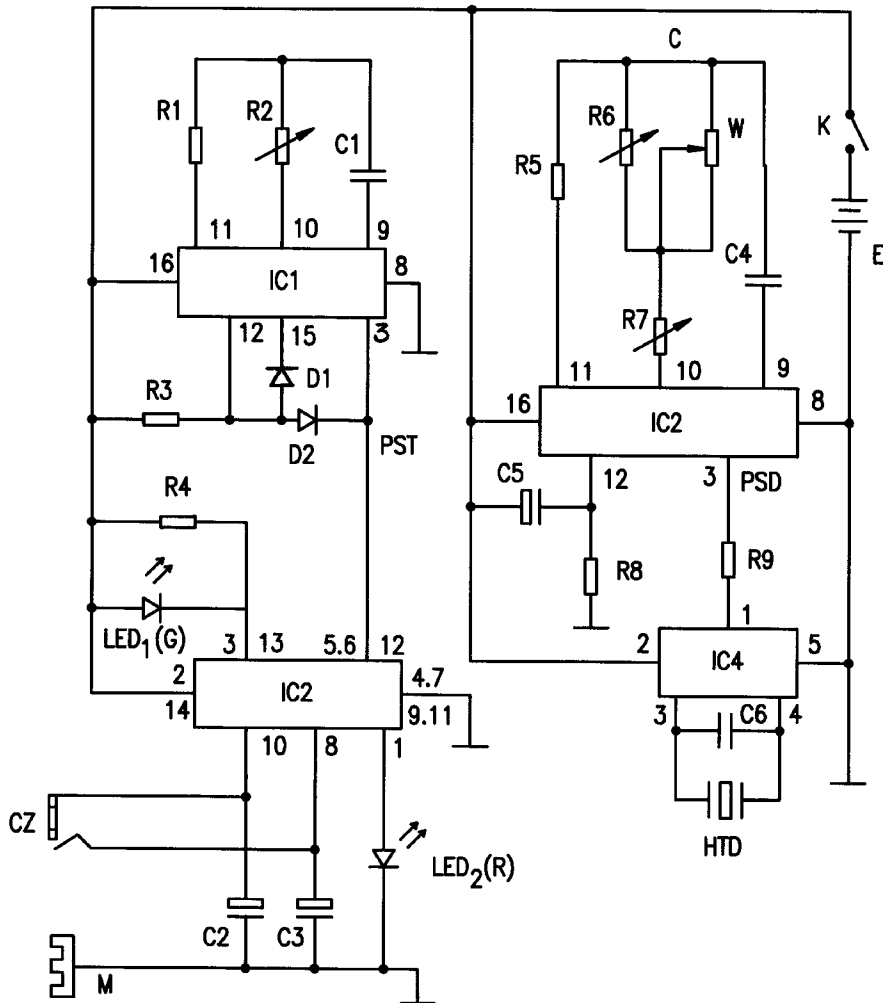 C
R1
R2
C1
R6
W
K
R5
11
10
9
16
IC1
8
E
C4
12
15
3
R7
D1
R3
11
10
9
D2
PST
16
IC2
8
R4
C5
12
3
PSD
R8
R9
LED₁(G)
1
3
13
5.6
12
2
IC4
5
2
IC2
4.7
14
9.11
3
C6
4
10
8
1
CZ
HTD
LED₂(R)
C2
C3
M